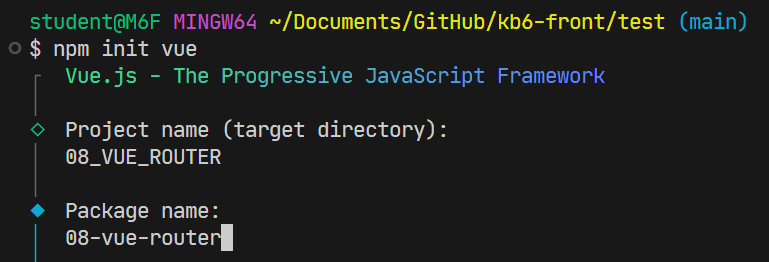 student@M6F MINGW64 ~/Documents/GitHub/kb6-front/test (main)
$ npm init vue
Vue.js - The Progressive JavaScript Framework
Project name (target directory):
08_VUE_ROUTER
Package name:
08-vue-router